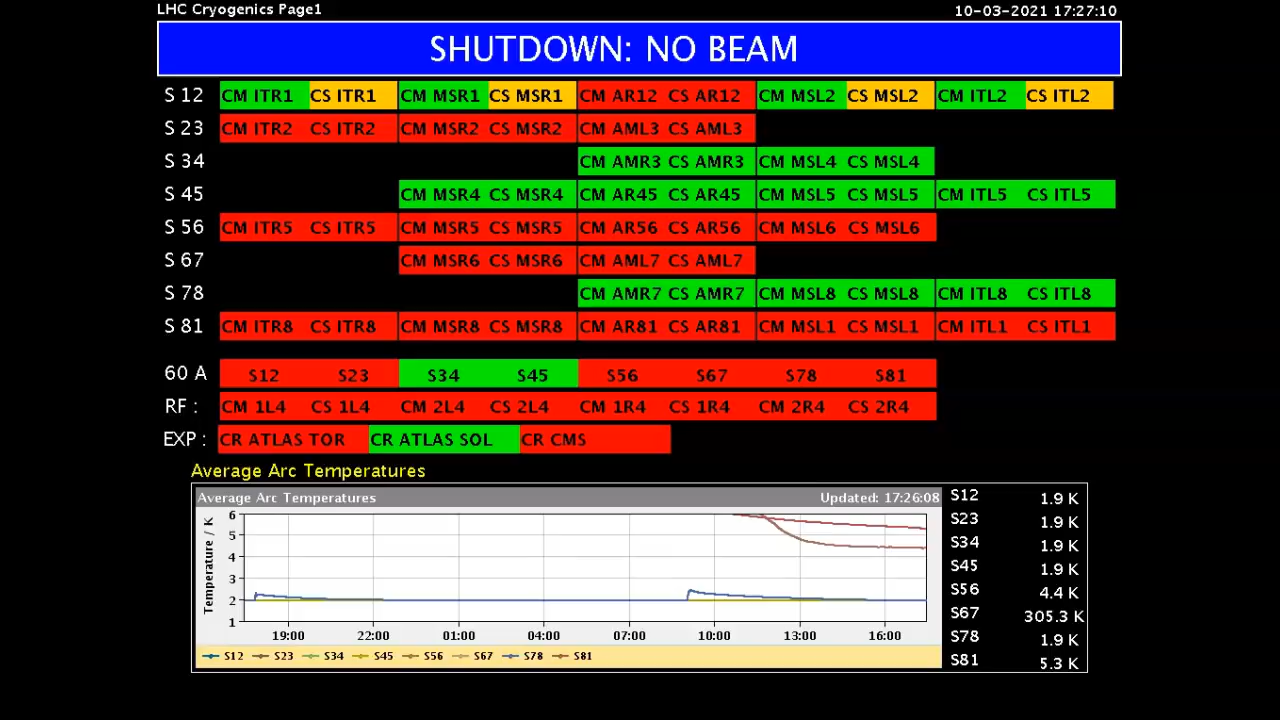 LHC Cryogenics Page1 10-03-2021 17:27:10
SHUTDOWN: NO BEAM
S 12 CM ITR1 CS ITR1 CM MSR1 CS MSR1 CM AR12 CS AR12 CM MSL2 CS MSL2 CM ITL2 CS ITL2
S 23 CM ITR2 CS ITR2 CM MSR2 CS MSR2 CM AML3 CS AML3
S 34 CM AMR3 CS AMR3 CM MSL4 CS MSL4
S 45 CM MSR4 CS MSR4 CM AR45 CS AR45 CM MSL5 CS MSL5 CM ITL5 CS ITL5
S 56 CM ITR5 CS ITR5 CM MSR5 CS MSR5 CM AR56 CS AR56 CM MSL6 CS MSL6
S 67 CM MSR6 CS MSR6 CM AML7 CS AML7
S 78 CM AMR7 CS AMR7 CM MSL8 CS MSL8 CM ITL8 CS ITL8
S 81 CM ITR8 CS ITR8 CM MSR8 CS MSR8 CM AR81 CS AR81 CM MSL1 CS MSL1 CM ITL1 CS ITL1
60 A S12 S23 S34 S45 S56 S67 S78 S81
RF : CM 1L4 CS 1L4 CM 2L4 CS 2L4 CM 1R4 CS 1R4 CM 2R4 CS 2R4
EXP : CR ATLAS TOR CR ATLAS SOL CR CMS
Average Arc Temperatures
Average Arc Temperatures Updated: 17:26:08
Temperature / K
6
5
4
3
2
1
19:00 22:00 01:00 04:00 07:00 10:00 13:00 16:00
S12 S23 S34 S45 S56 S67 S78 S81
S12 1.9 K
S23 1.9 K
S34 1.9 K
S45 1.9 K
S56 4.4 K
S67 305.3 K
S78 1.9 K
S81 5.3 K